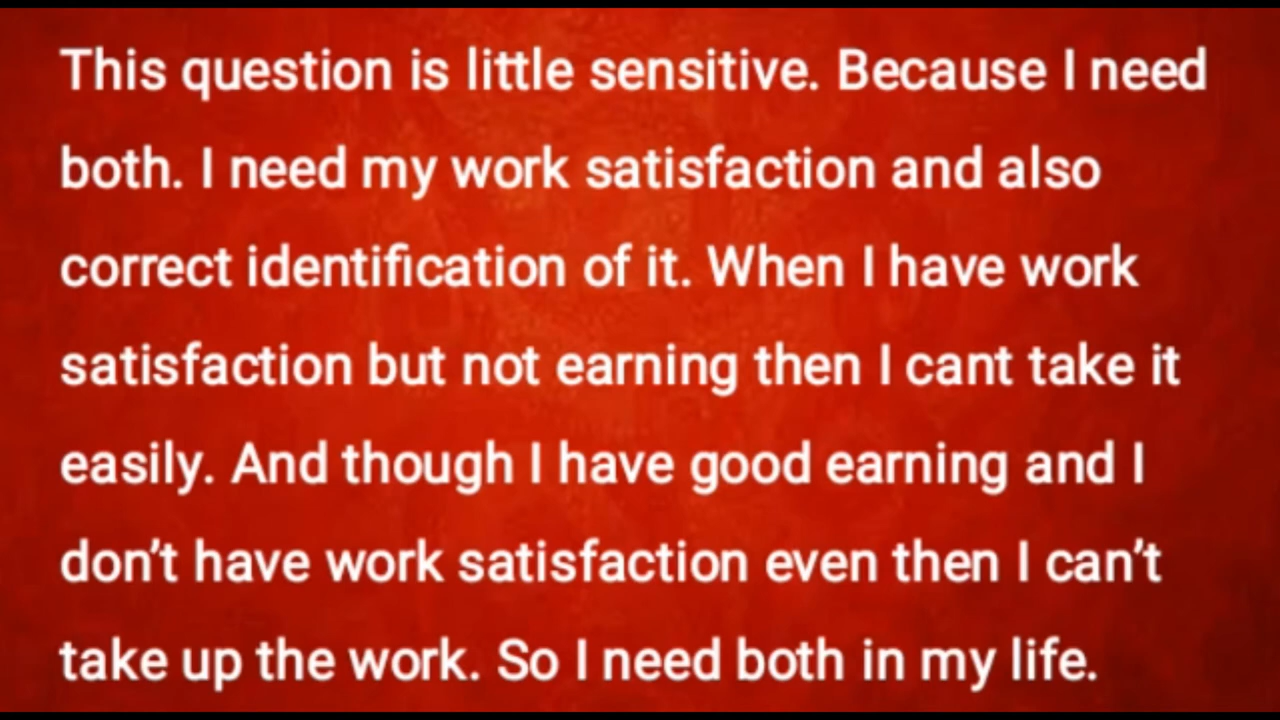 This question is little sensitive. Because I need
both. I need my work satisfaction and also
correct identification of it. When I have work
satisfaction but not earning then I cant take it
easily. And though I have good earning and I
don’t have work satisfaction even then I can’t
take up the work. So I need both in my life.